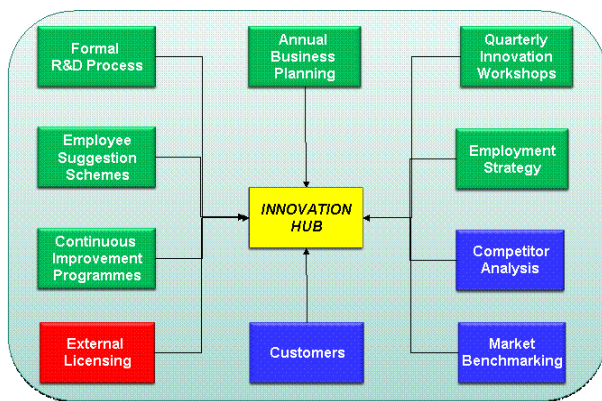 Formal
R&D Process
Annual
Business
Planning
Quarterly
Innovation
Workshops
Employee
Suggestion
Schemes
Employment
Strategy
INNOVATION
HUB
Continuous
Improvement
Programmes
Competitor
Analysis
External
Licensing
Customers
Market
Benchmarking